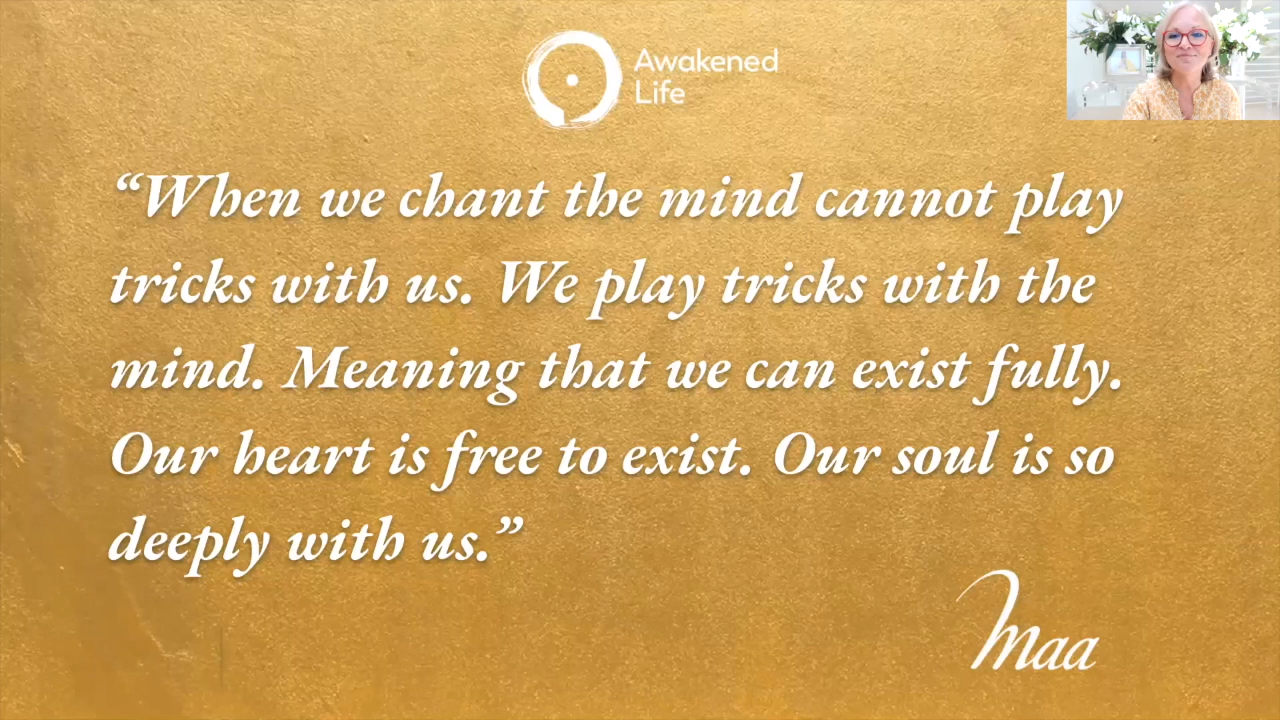 Awakened
Life
“When we chant the mind cannot play
tricks with us. We play tricks with the
mind. Meaning that we can exist fully.
Our heart is free to exist. Our soul is so
deeply with us.”
Maa